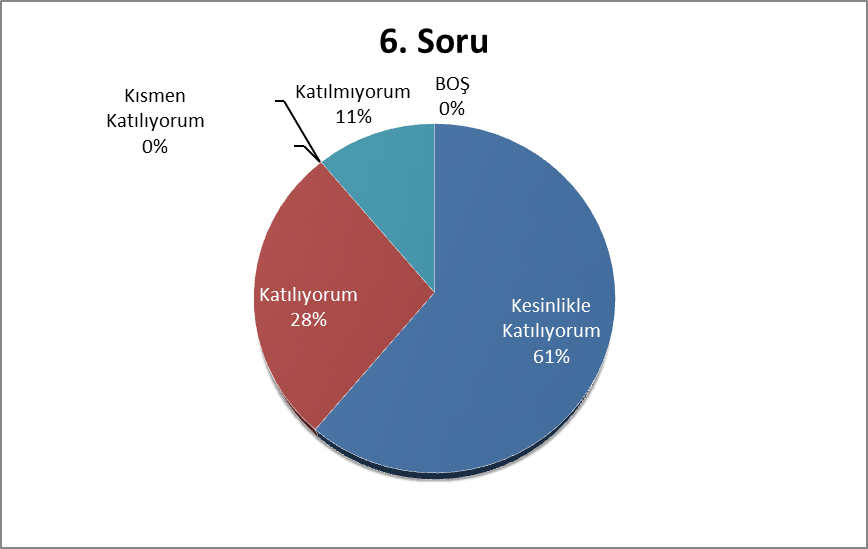 6. Soru
Kısmen
Katılıyorum
0%
Katılmıyorum
11%
BOŞ
0%
Katılıyorum
28%
Kesinlikle
Katılıyorum
61%